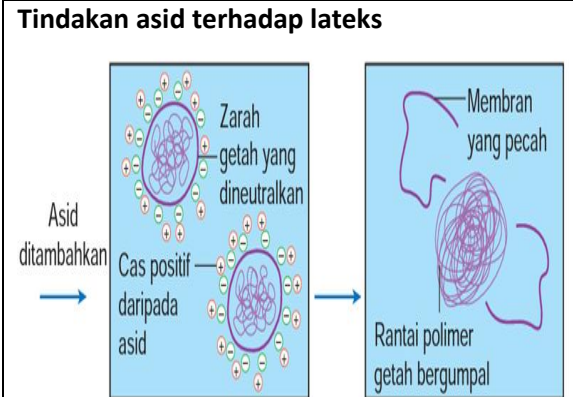 Tindakan asid terhadap lateks
Asid
ditambahkan
Zarah
getah yang
dineutralkan
Cas positif
daripada
asid
Membran
yang pecah
Rantai polimer
getah bergumpal